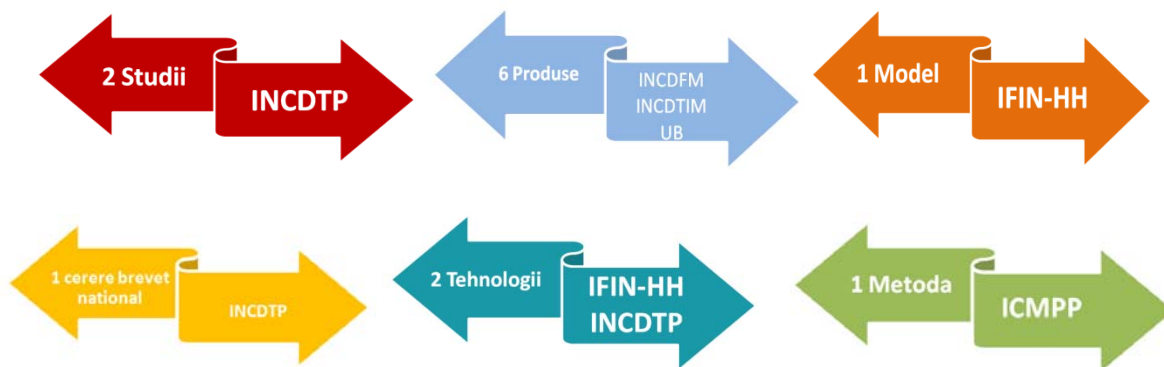 2 Studii
INCDTP
6 Produse
INCDFM
INCDTIM
UB
1 Model
IFIN-HH
1 cerere brevet
national
INCDTP
2 Tehnologii
IFIN-HH
INCDTP
1 Metoda
ICMPP